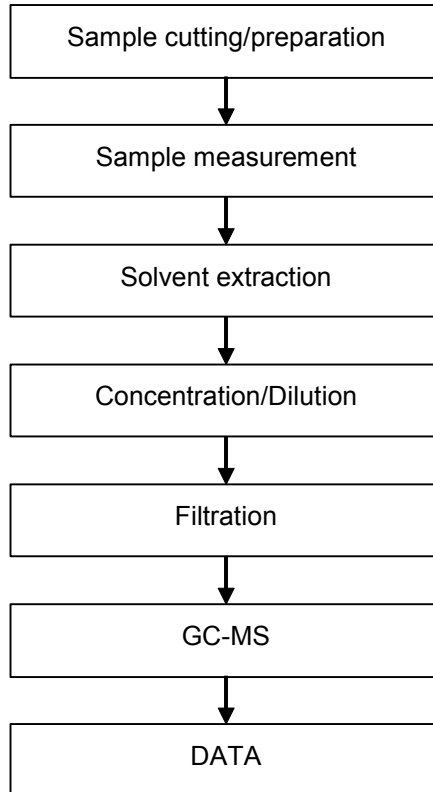 Sample cutting/preparation
Sample measurement
Solvent extraction
Concentration/Dilution
Filtration
GC-MS
DATA